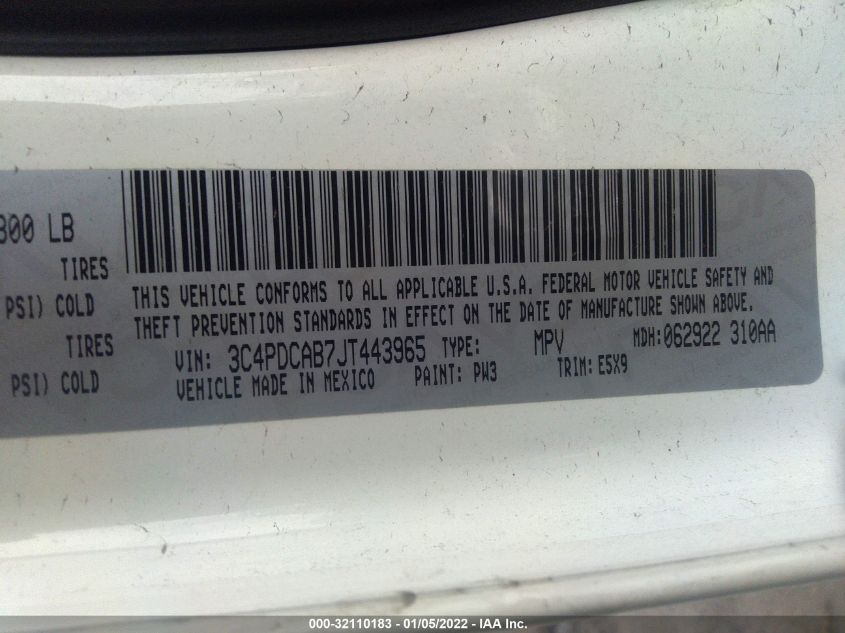 300 LB
TIRES
PSI) COLD
TIRES
PSI) COLD
THIS VEHICLE CONFORMS TO ALL APPLICABLE U.S.A. FEDERAL MOTOR VEHICLE SAFETY AND
THEFT PREVENTION STANDARDS IN EFFECT ON THE DATE OF MANUFACTURE SHOWN ABOVE.
VIN: 3C4PDCAB7JT443965 TYPE: MPV MDH:062922 310AA
VEHICLE MADE IN MEXICO PAINT: PW3 TRIM: E5X9
000-32110183 - 01/05/2022 - IAA Inc.